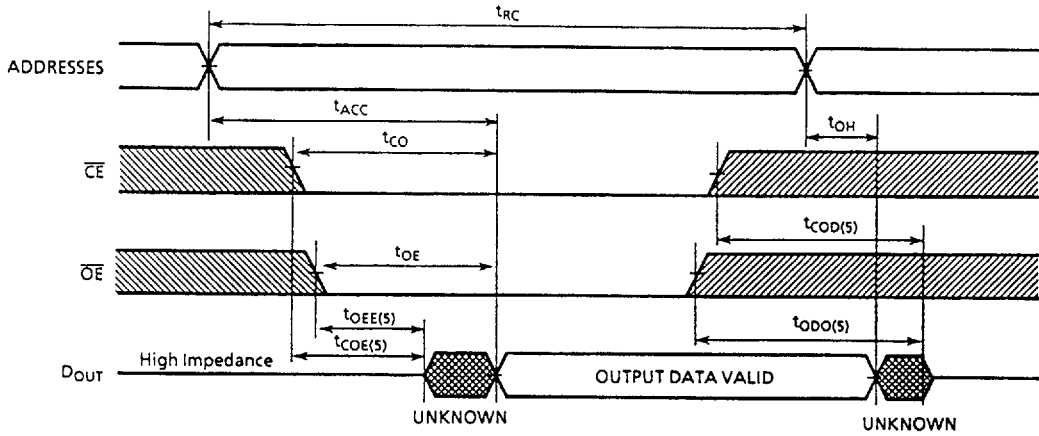 tRC
ADDRESSES
tACC
tCO
tOH
CE
tCOD(5)
OE
tOE
tOEE(5)
tODO(5)
tCOE(5)
High Impedance
DOUT
OUTPUT DATA VALID
UNKNOWN
UNKNOWN